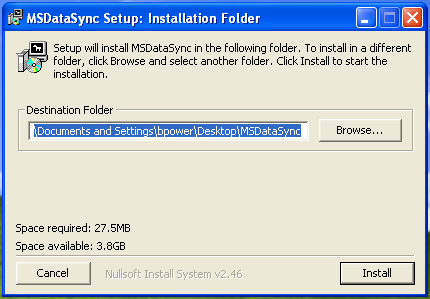 MSDataSync Setup: Installation Folder
Setup will install MSDataSync in the following folder. To install in a different
folder, click Browse and select another folder. Click Install to start the
installation.
Destination Folder
\Documents and Settings\bpower\Desktop\MSDataSync
Browse...
Space required: 27.5MB
Space available: 3.8GB
Cancel
Nullsoft Install System v2.46
Install